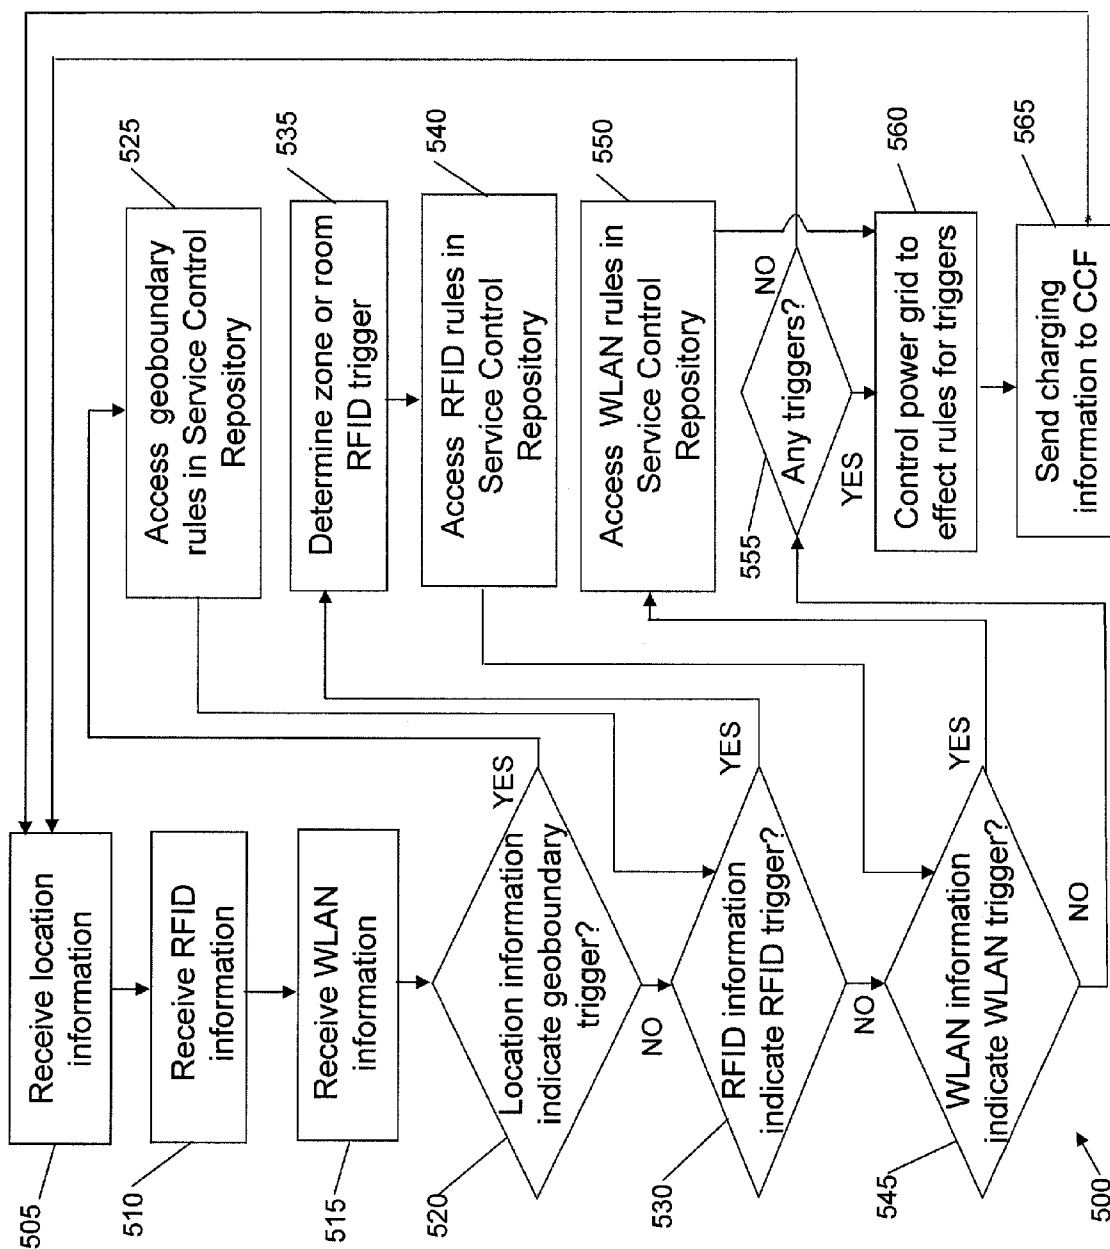 505
Receive location
information
510
Receive RFID
information
515
Receive WLAN
information
520
Location information
indicate geoboundary
trigger?
YES
NO
525
Access geoboundary
rules in Service Control
Repository
530
RFID information
indicate RFID trigger?
YES
NO
535
Determine zone or room
RFID trigger
540
Access RFID rules in
Service Control
Repository
545
WLAN information
indicate WLAN trigger?
YES
NO
550
Access WLAN rules in
Service Control
Repository
555
Any triggers?
NO
YES
560
Control power grid to
effect rules for triggers
565
Send charging
information to CCF
500